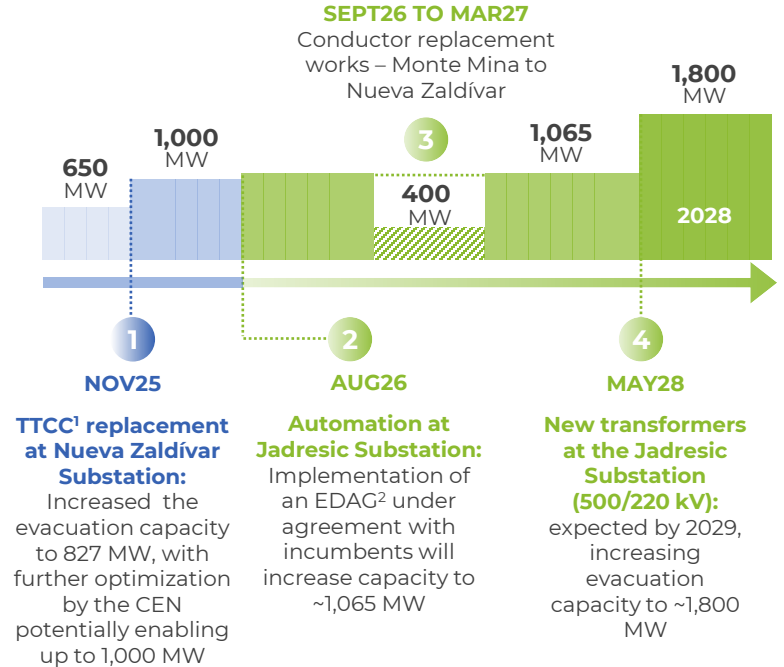 SEPT26 TO MAR27
Conductor replacement
works – Monte Mina to
Nueva Zaldívar
650
MW
1,000
MW
3
400
MW
1,065
MW
1,800
MW
2028
1
NOV25
TTCC¹ replacement
at Nueva Zaldívar
Substation:
Increased the
evacuation capacity
to 827 MW, with
further optimization
by the CEN
potentially enabling
up to 1,000 MW
2
AUG26
Automation at
Jadresic Substation:
Implementation of
an EDAG² under
agreement with
incumbents will
increase capacity to
~1,065 MW
4
MAY28
New transformers
at the Jadresic
Substation
(500/220 kV):
expected by 2029,
increasing
evacuation
capacity to ~1,800
MW